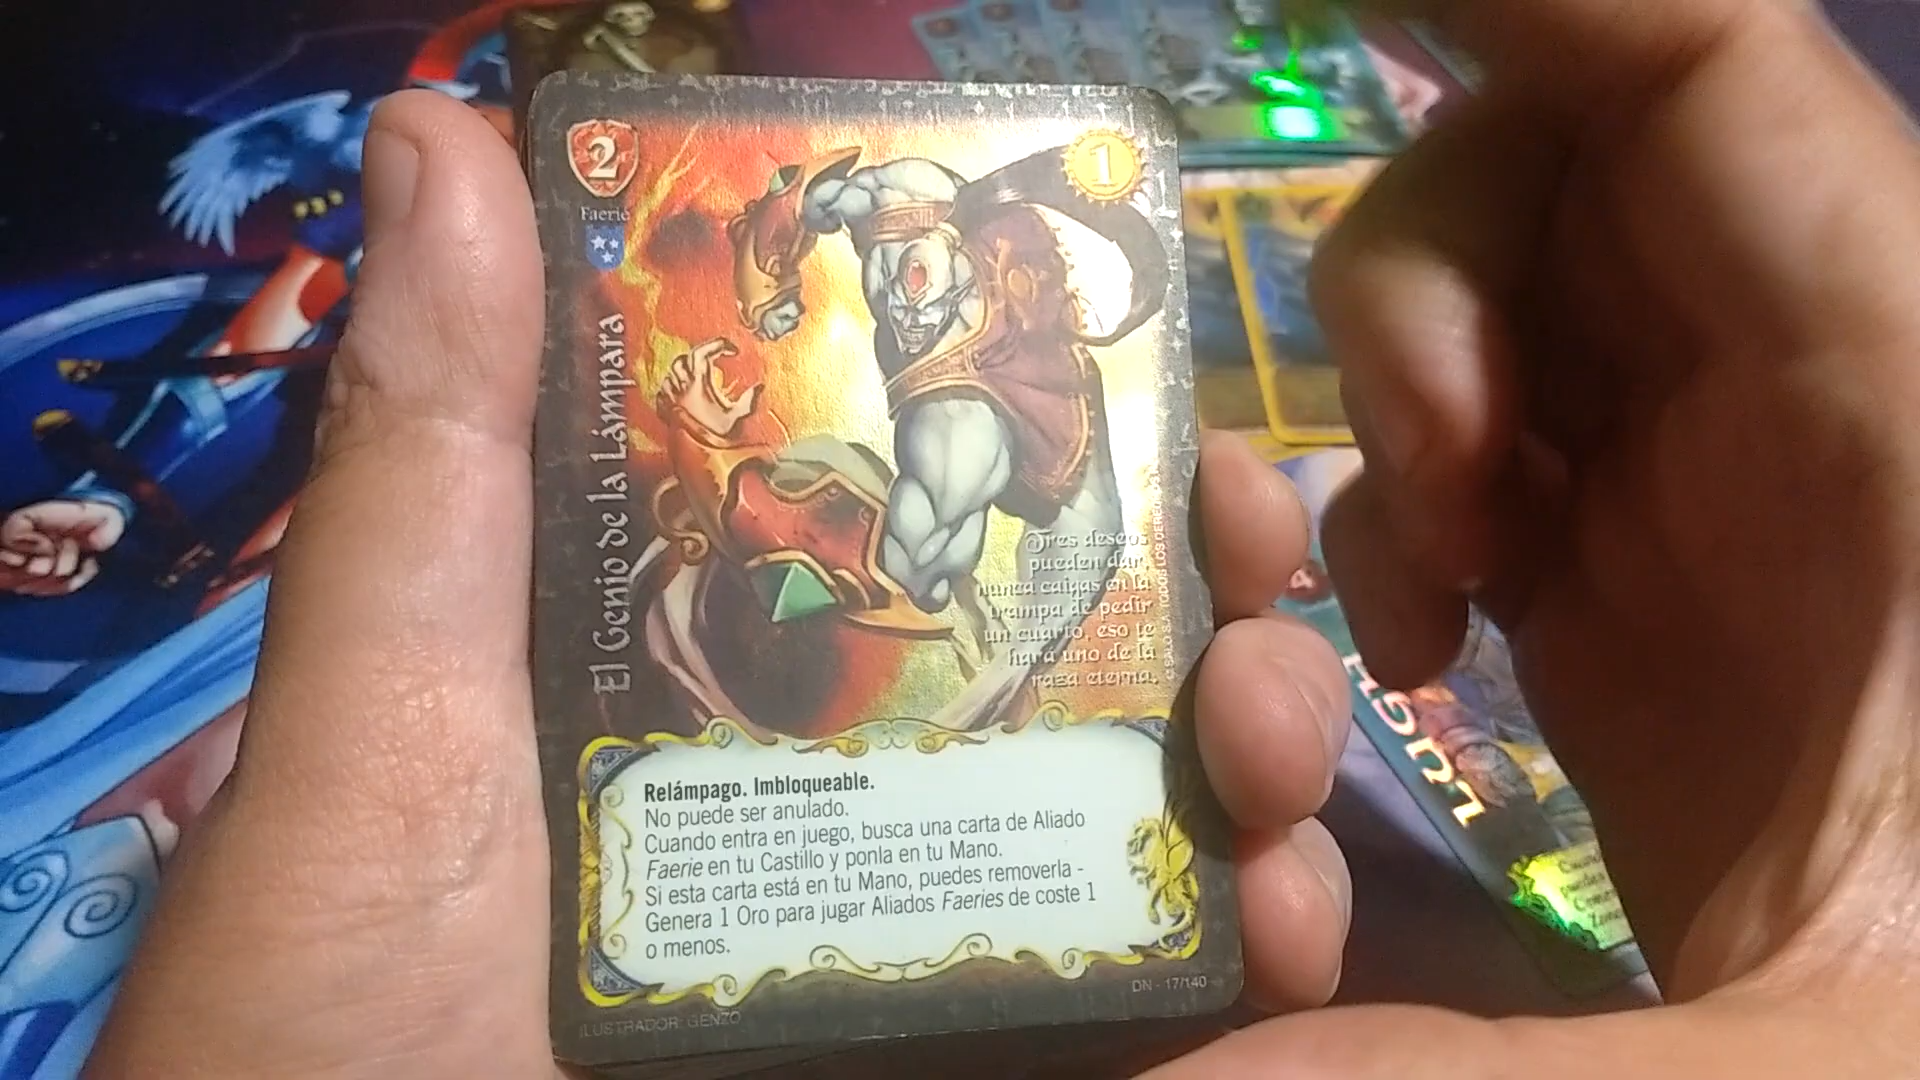 2
1
Faerie
El Genio de la Lámpara
Tres deseos
pueden dar,
nunca caigas en la
trampa de pedir
un cuarto, eso te
hará uno de la
raza eterna.
Relámpago. Imbloqueable.
No puede ser anulado.
Cuando entra en juego, busca una carta de Aliado
Faerie en tu Castillo y ponla en tu Mano.
Si esta carta está en tu Mano, puedes removerla -
Genera 1 Oro para jugar Aliados Faeries de coste 1
o menos.
DN - 17/140
ILUSTRADOR: GENZO